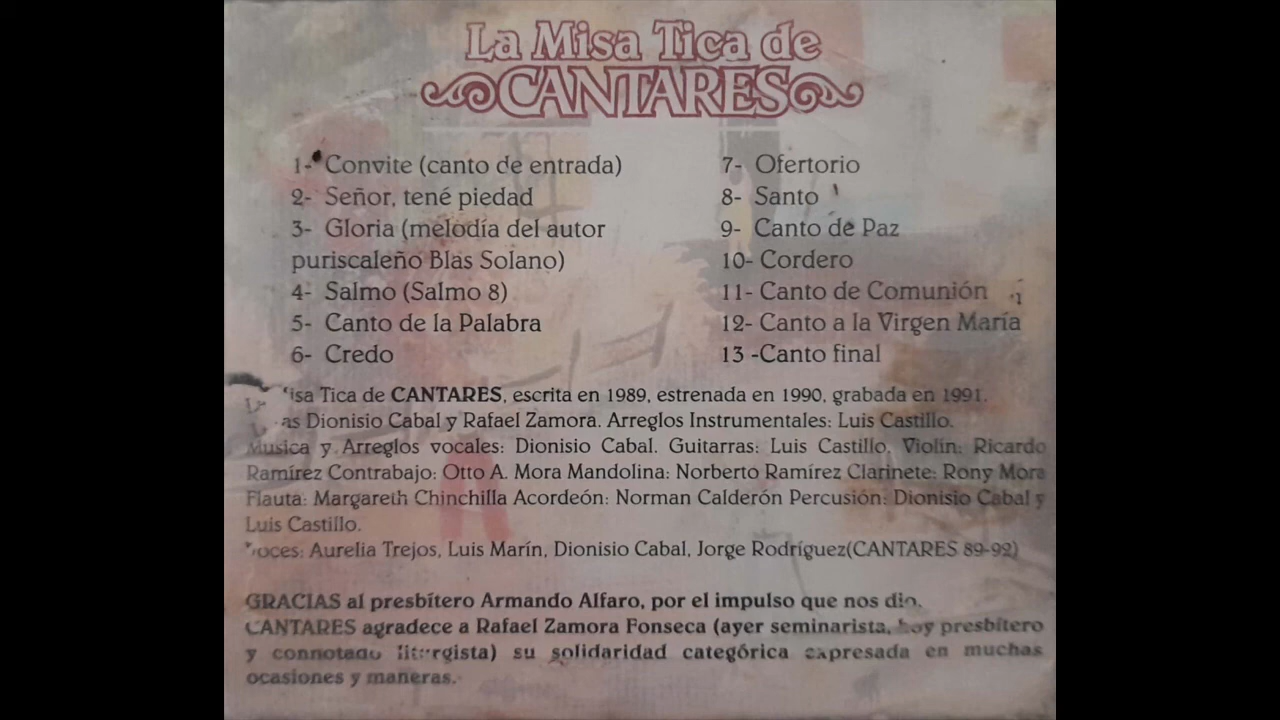 La Misa Tica de
CANTARES
1- Convite (canto de entrada)
2- Señor, tené piedad
3- Gloria (melodía del autor
puriscaleño Blas Solano)
4- Salmo (Salmo 8)
5- Canto de la Palabra
6- Credo
7- Ofertorio
8- Santo
9- Canto de Paz
10- Cordero
11- Canto de Comunión
12- Canto a la Virgen María
13 -Canto final
isa Tica de CANTARES, escrita en 1989, estrenada en 1990, grabada en 1991.
as Dionisio Cabal y Rafael Zamora. Arreglos Instrumentales: Luis Castillo.
Musica y Arreglos vocales: Dionisio Cabal. Guitarras: Luis Castillo. Violín: Ricardo
Ramírez Contrabajo: Otto A. Mora Mandolina: Norberto Ramírez Clarinete: Rony Mora
Flauta: Margareth Chinchilla Acordeón: Norman Calderón Percusión: Dionisio Cabal y
Luis Castillo.
oces: Aurelia Trejos, Luis Marín, Dionisio Cabal, Jorge Rodríguez(CANTARES 89-92)
GRACIAS al presbítero Armando Alfaro, por el impulso que nos dio.
CANTARES agradece a Rafael Zamora Fonseca (ayer seminarista, hoy presbítero
y connotado liturgista) su solidaridad categórica expresada en muchas
ocasiones y maneras.